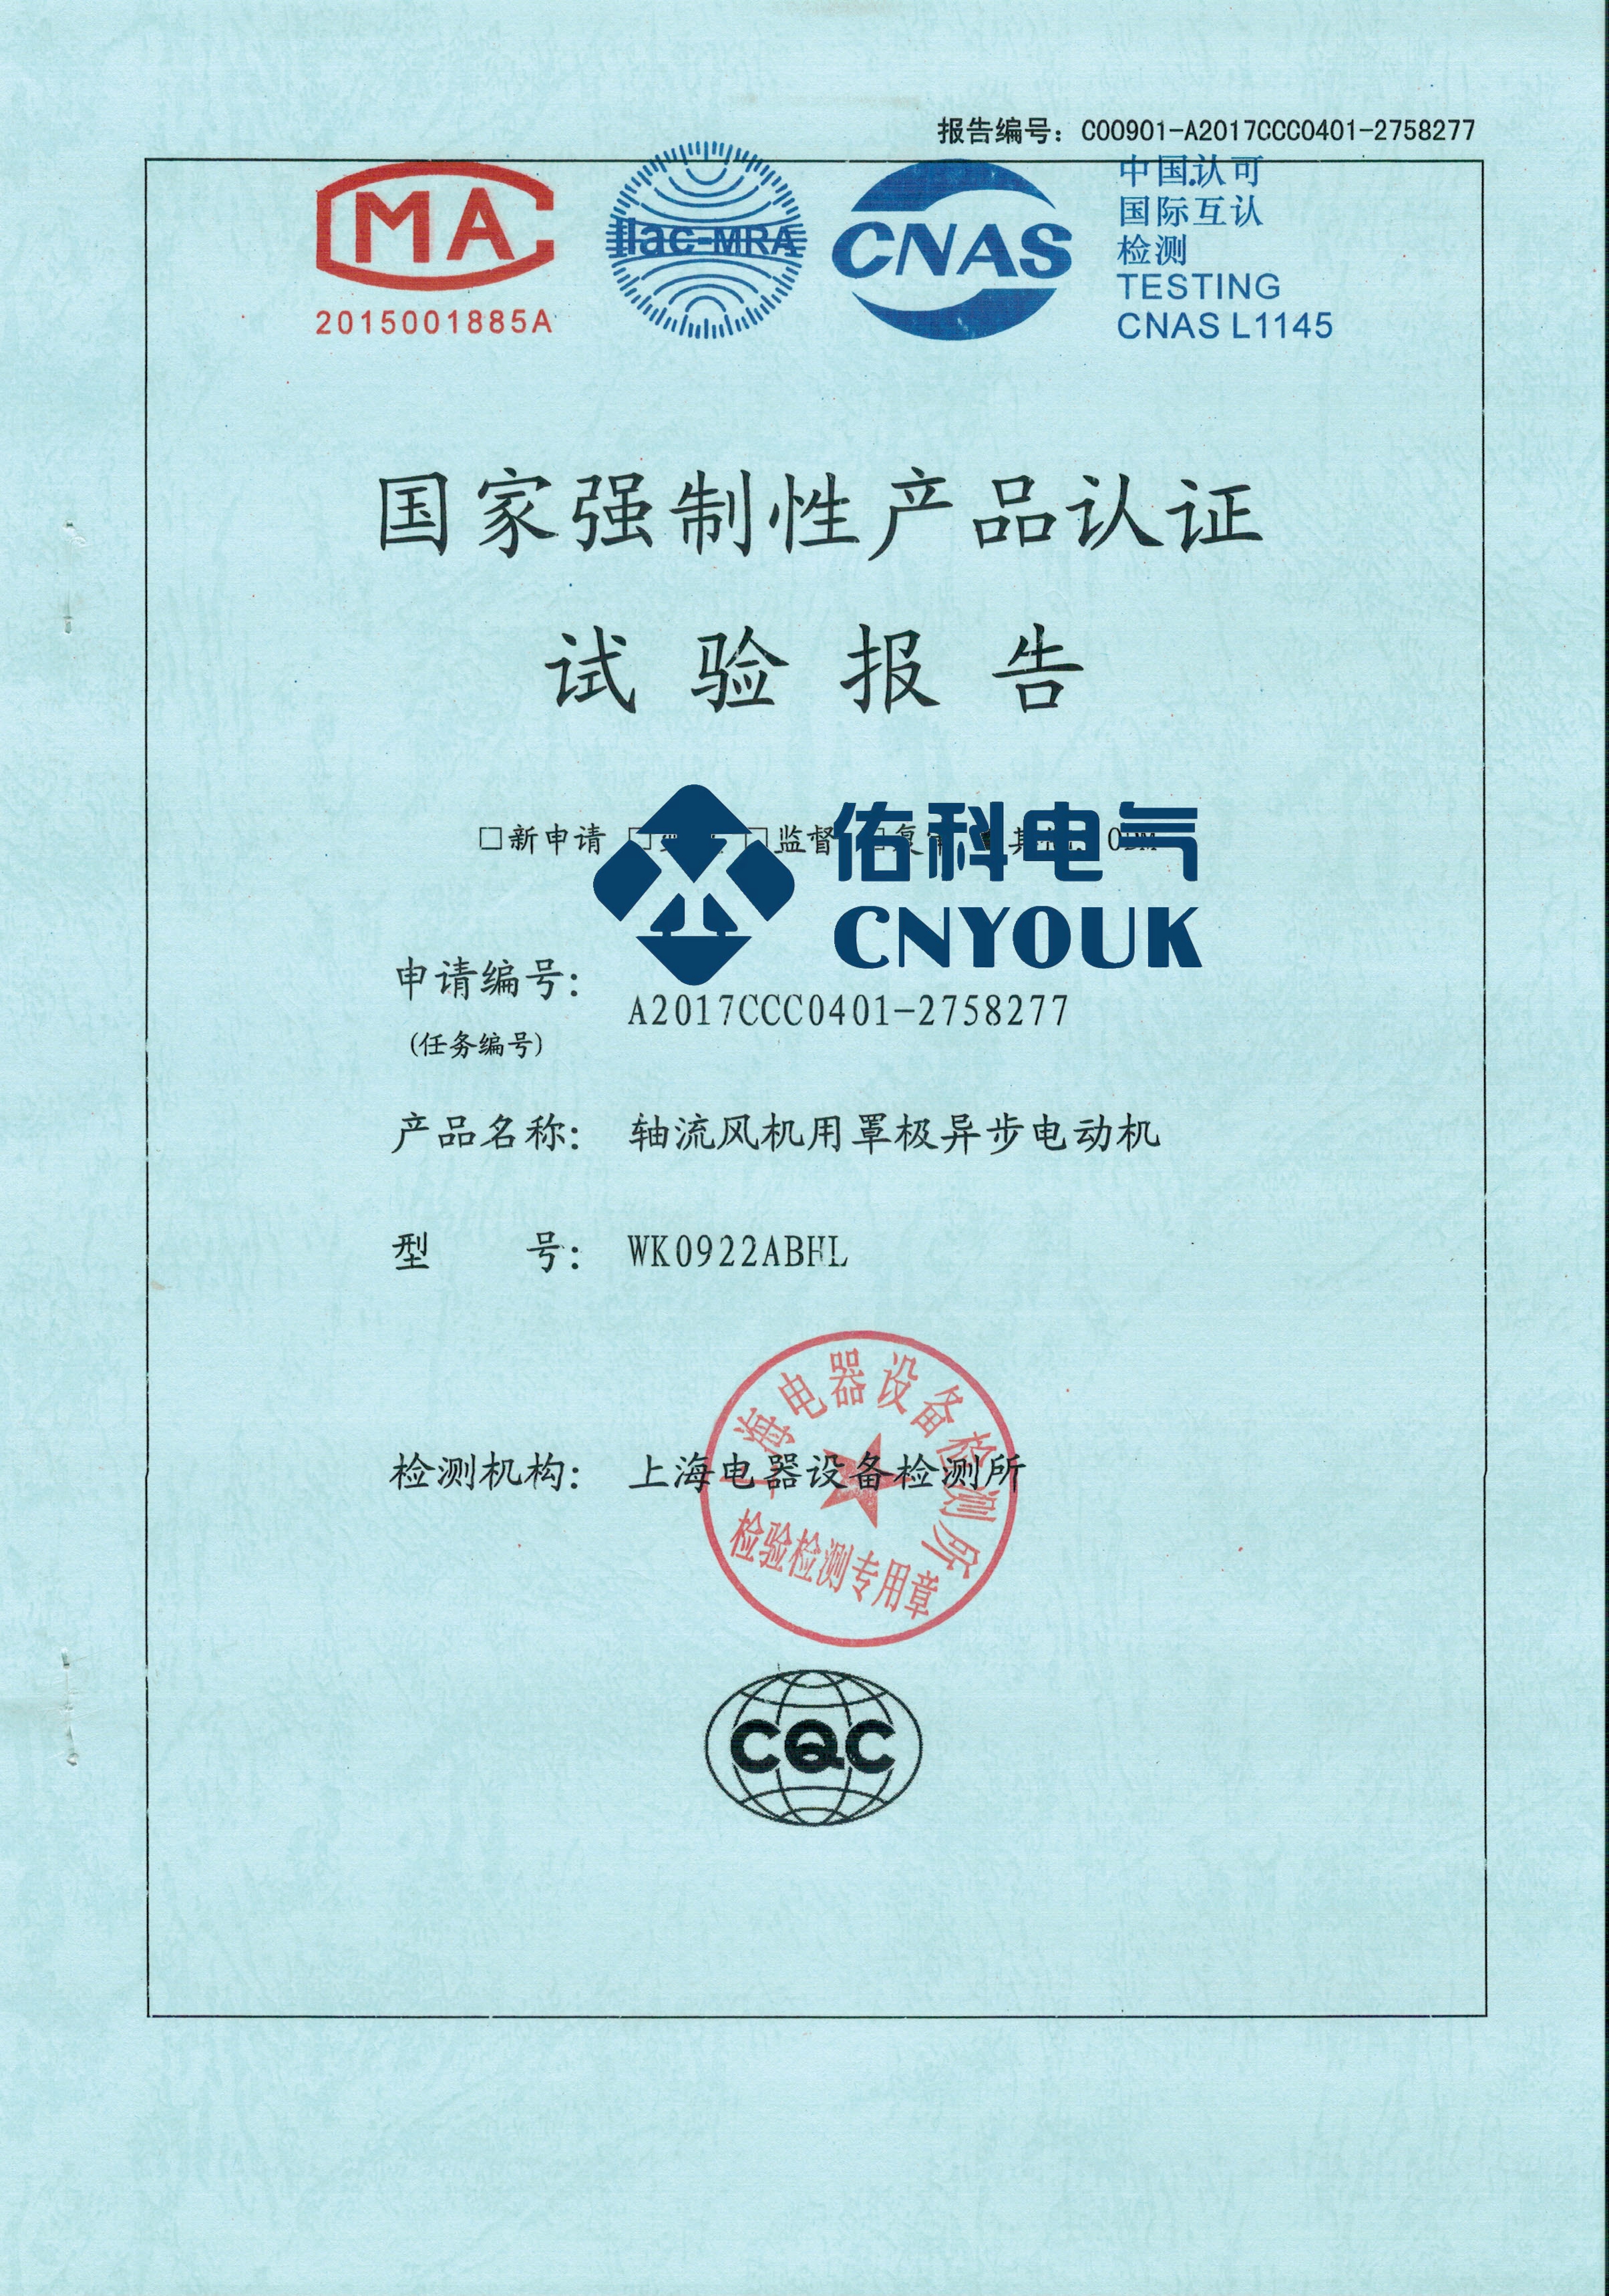 报告编号：C00901-A2017CCC0401-2758277
MA
2015001885A
ilac-MRA
CNAS
中国认可
国际互认
检测
TESTING
CNAS L1145
国家强制性产品认证
试验报告
□新申请 □ □监督 □复审 ■其他：ODM
佑科电气
CNYOUK
申请编号：
A2017CCC0401-2758277
(任务编号)
产品名称： 轴流风机用罩极异步电动机
型 号： WK0922ABHL
检测机构： 上海电器设备检测所
上海电器设备检测所
检验检测专用章
CQC